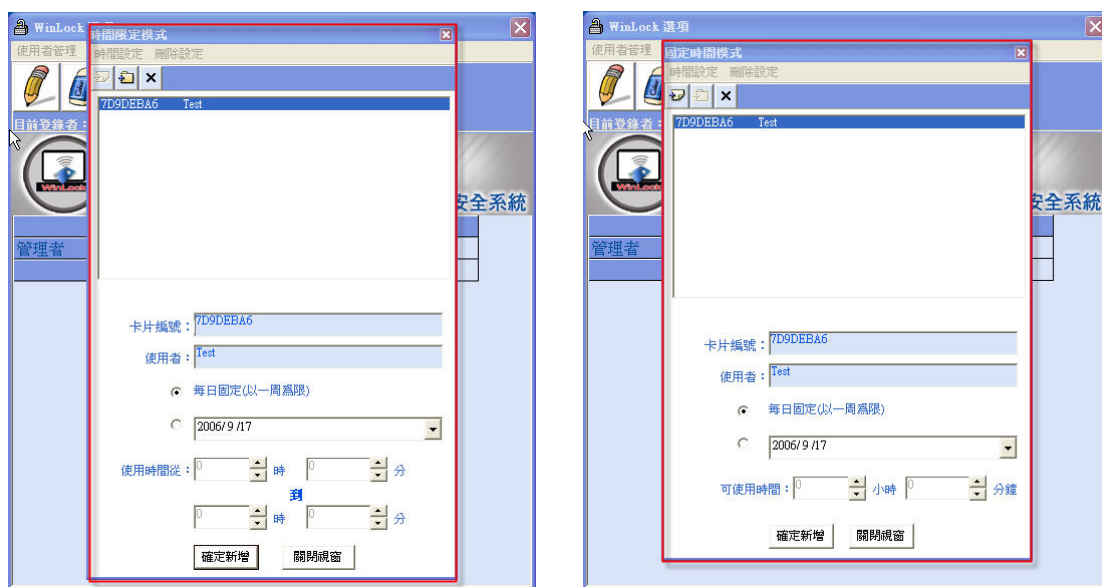 WinLock
時間限定模式
使用者管理
時間設定 刪除設定
7D9DEBA6 Test
目前登錄者:
WinLock
安全系統
管理者
卡片編號:7D9DEBA6
使用者:Test
每日固定(以一周爲限)
2006/ 9 /17
使用時間從:0 時 0 分
到
0 時 0 分
確定新增 關閉視窗
WinLock 選項
使用者管理
固定時間模式
時間設定 刪除設定
7D9DEBA6 Test
目前登錄者:
WinLock
安全系統
管理者
卡片編號:7D9DEBA6
使用者:Test
每日固定(以一周爲限)
2006/ 9 /17
可使用時間:0 小時 0 分鐘
確定新增 關閉視窗